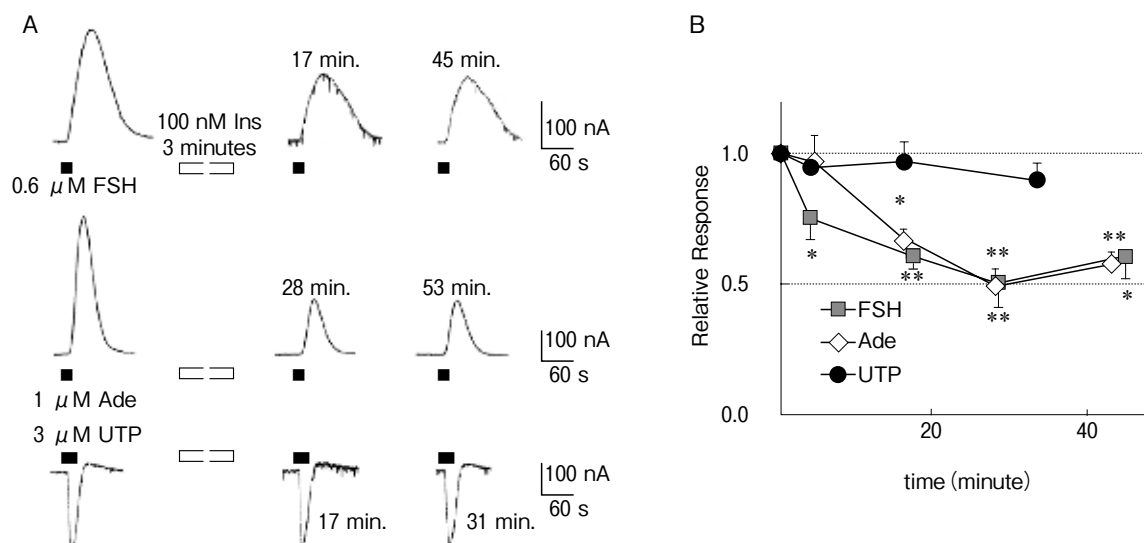 A
17 min.
45 min.
100 nM Ins
3 minutes
100 nA
60 s
0.6 μM FSH
28 min.
53 min.
100 nA
60 s
1 μM Ade
3 μM UTP
17 min.
31 min.
100 nA
60 s
B
Relative Response
1.0
0.5
0.0
*
*
**
**
**
**
*
FSH
Ade
UTP
20
40
time (minute)